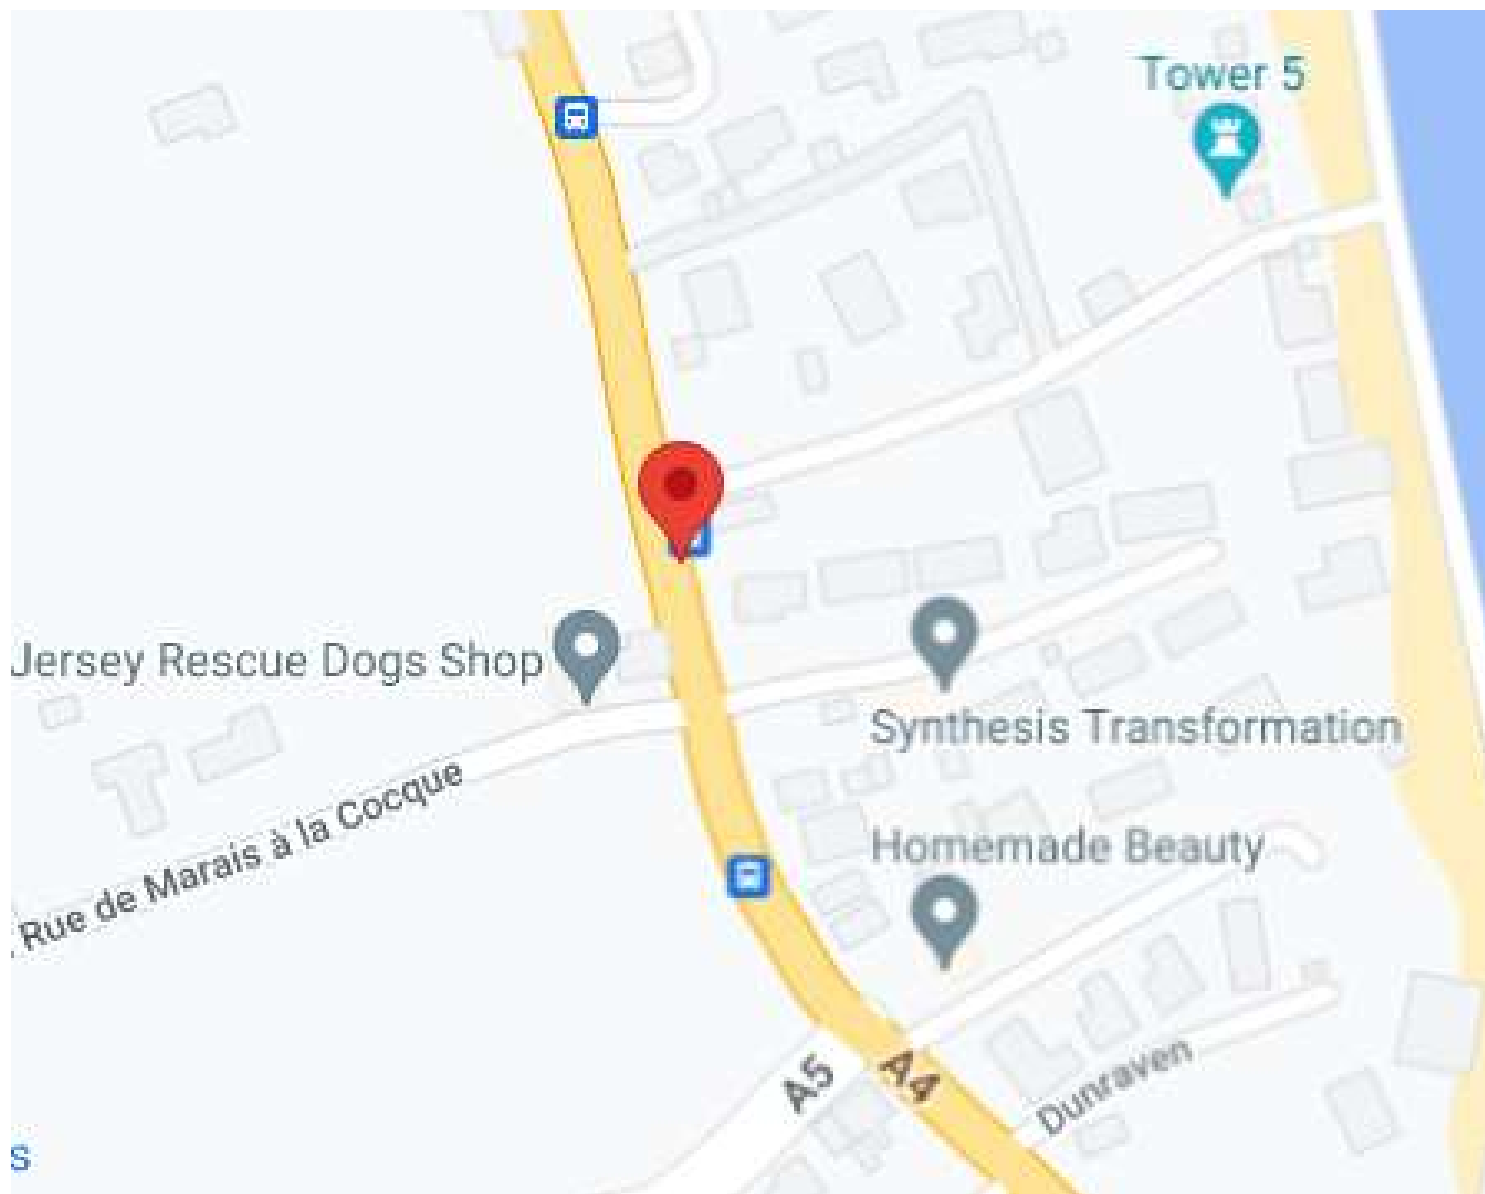 Tower 5
Jersey Rescue Dogs Shop
Synthesis Transformation
Rue de Marais à la Cocque
Homemade Beauty
A5
A4
Dunraven
s